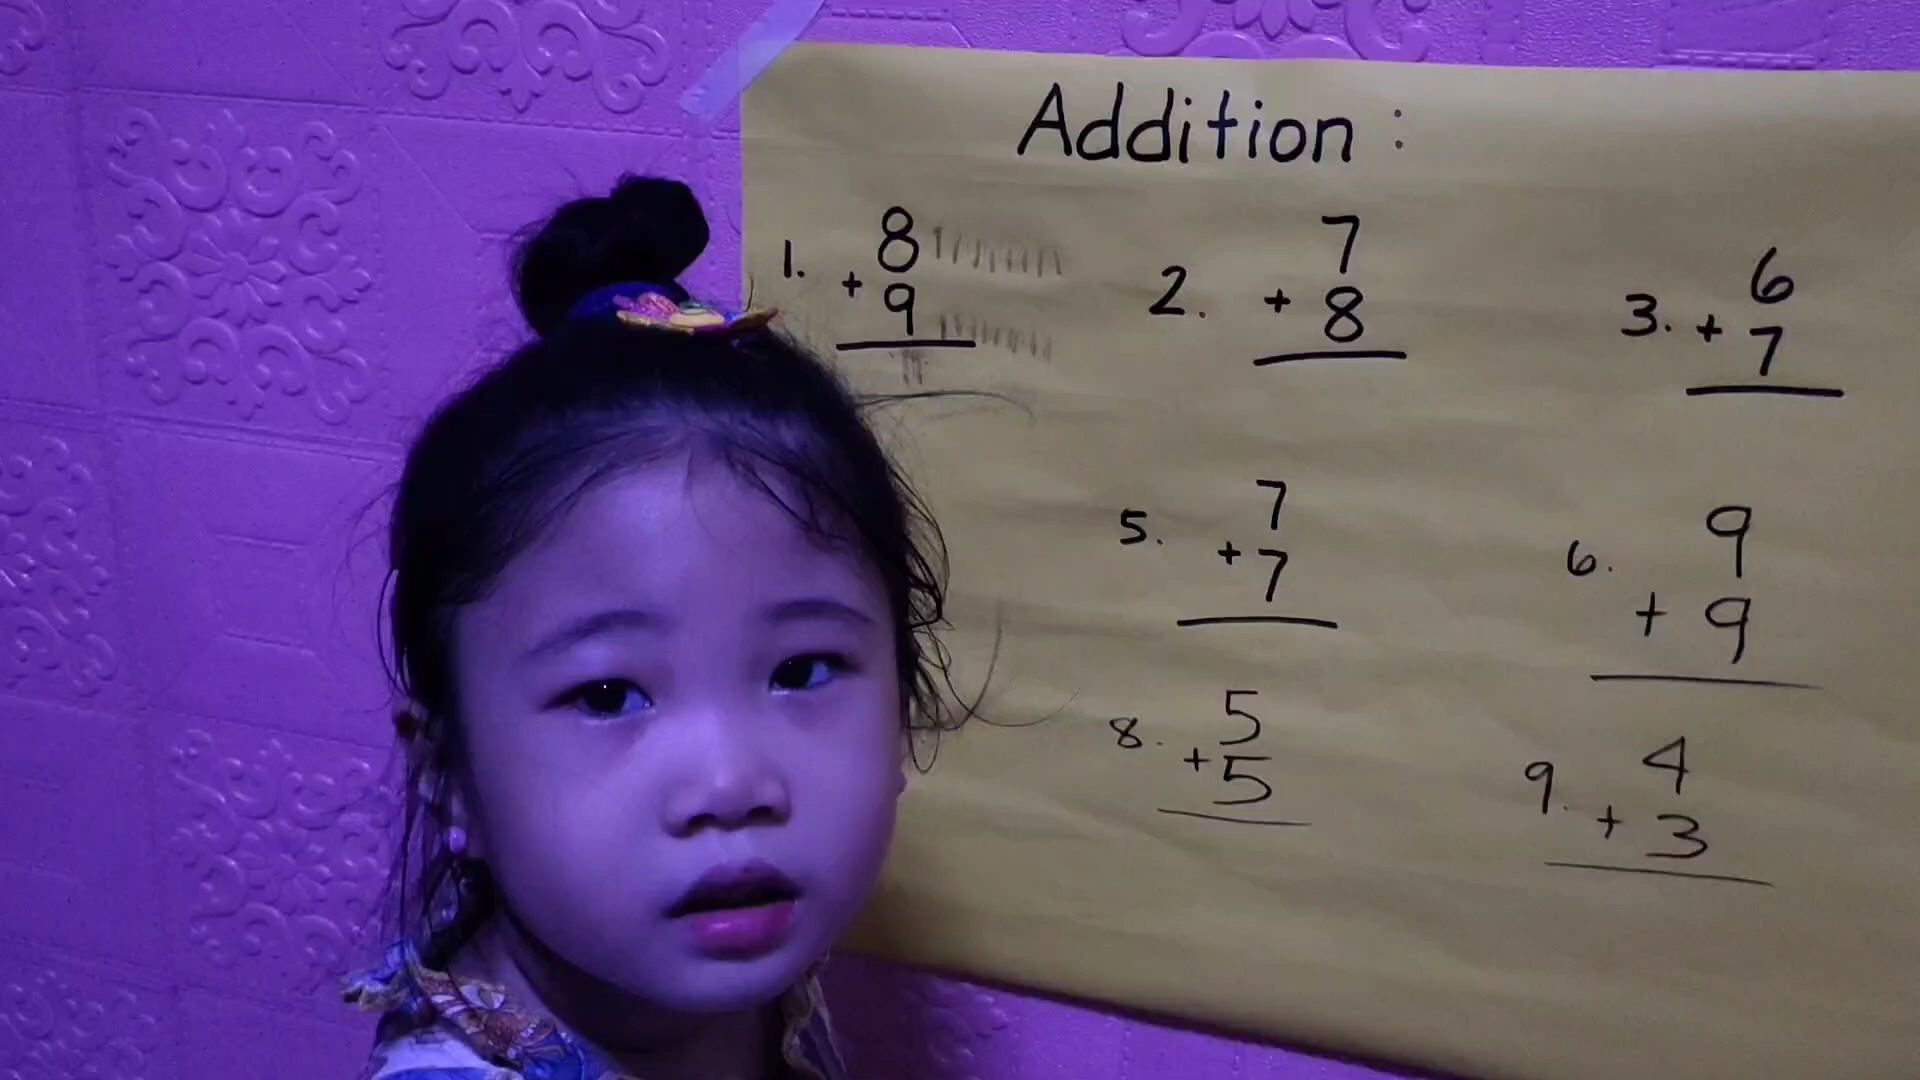 Addition :
1. 8 + 9
2. 7 + 8
3. 6 + 7
5. 7 + 7
6. 9 + 9
8. 5 + 5
9. 4 + 3